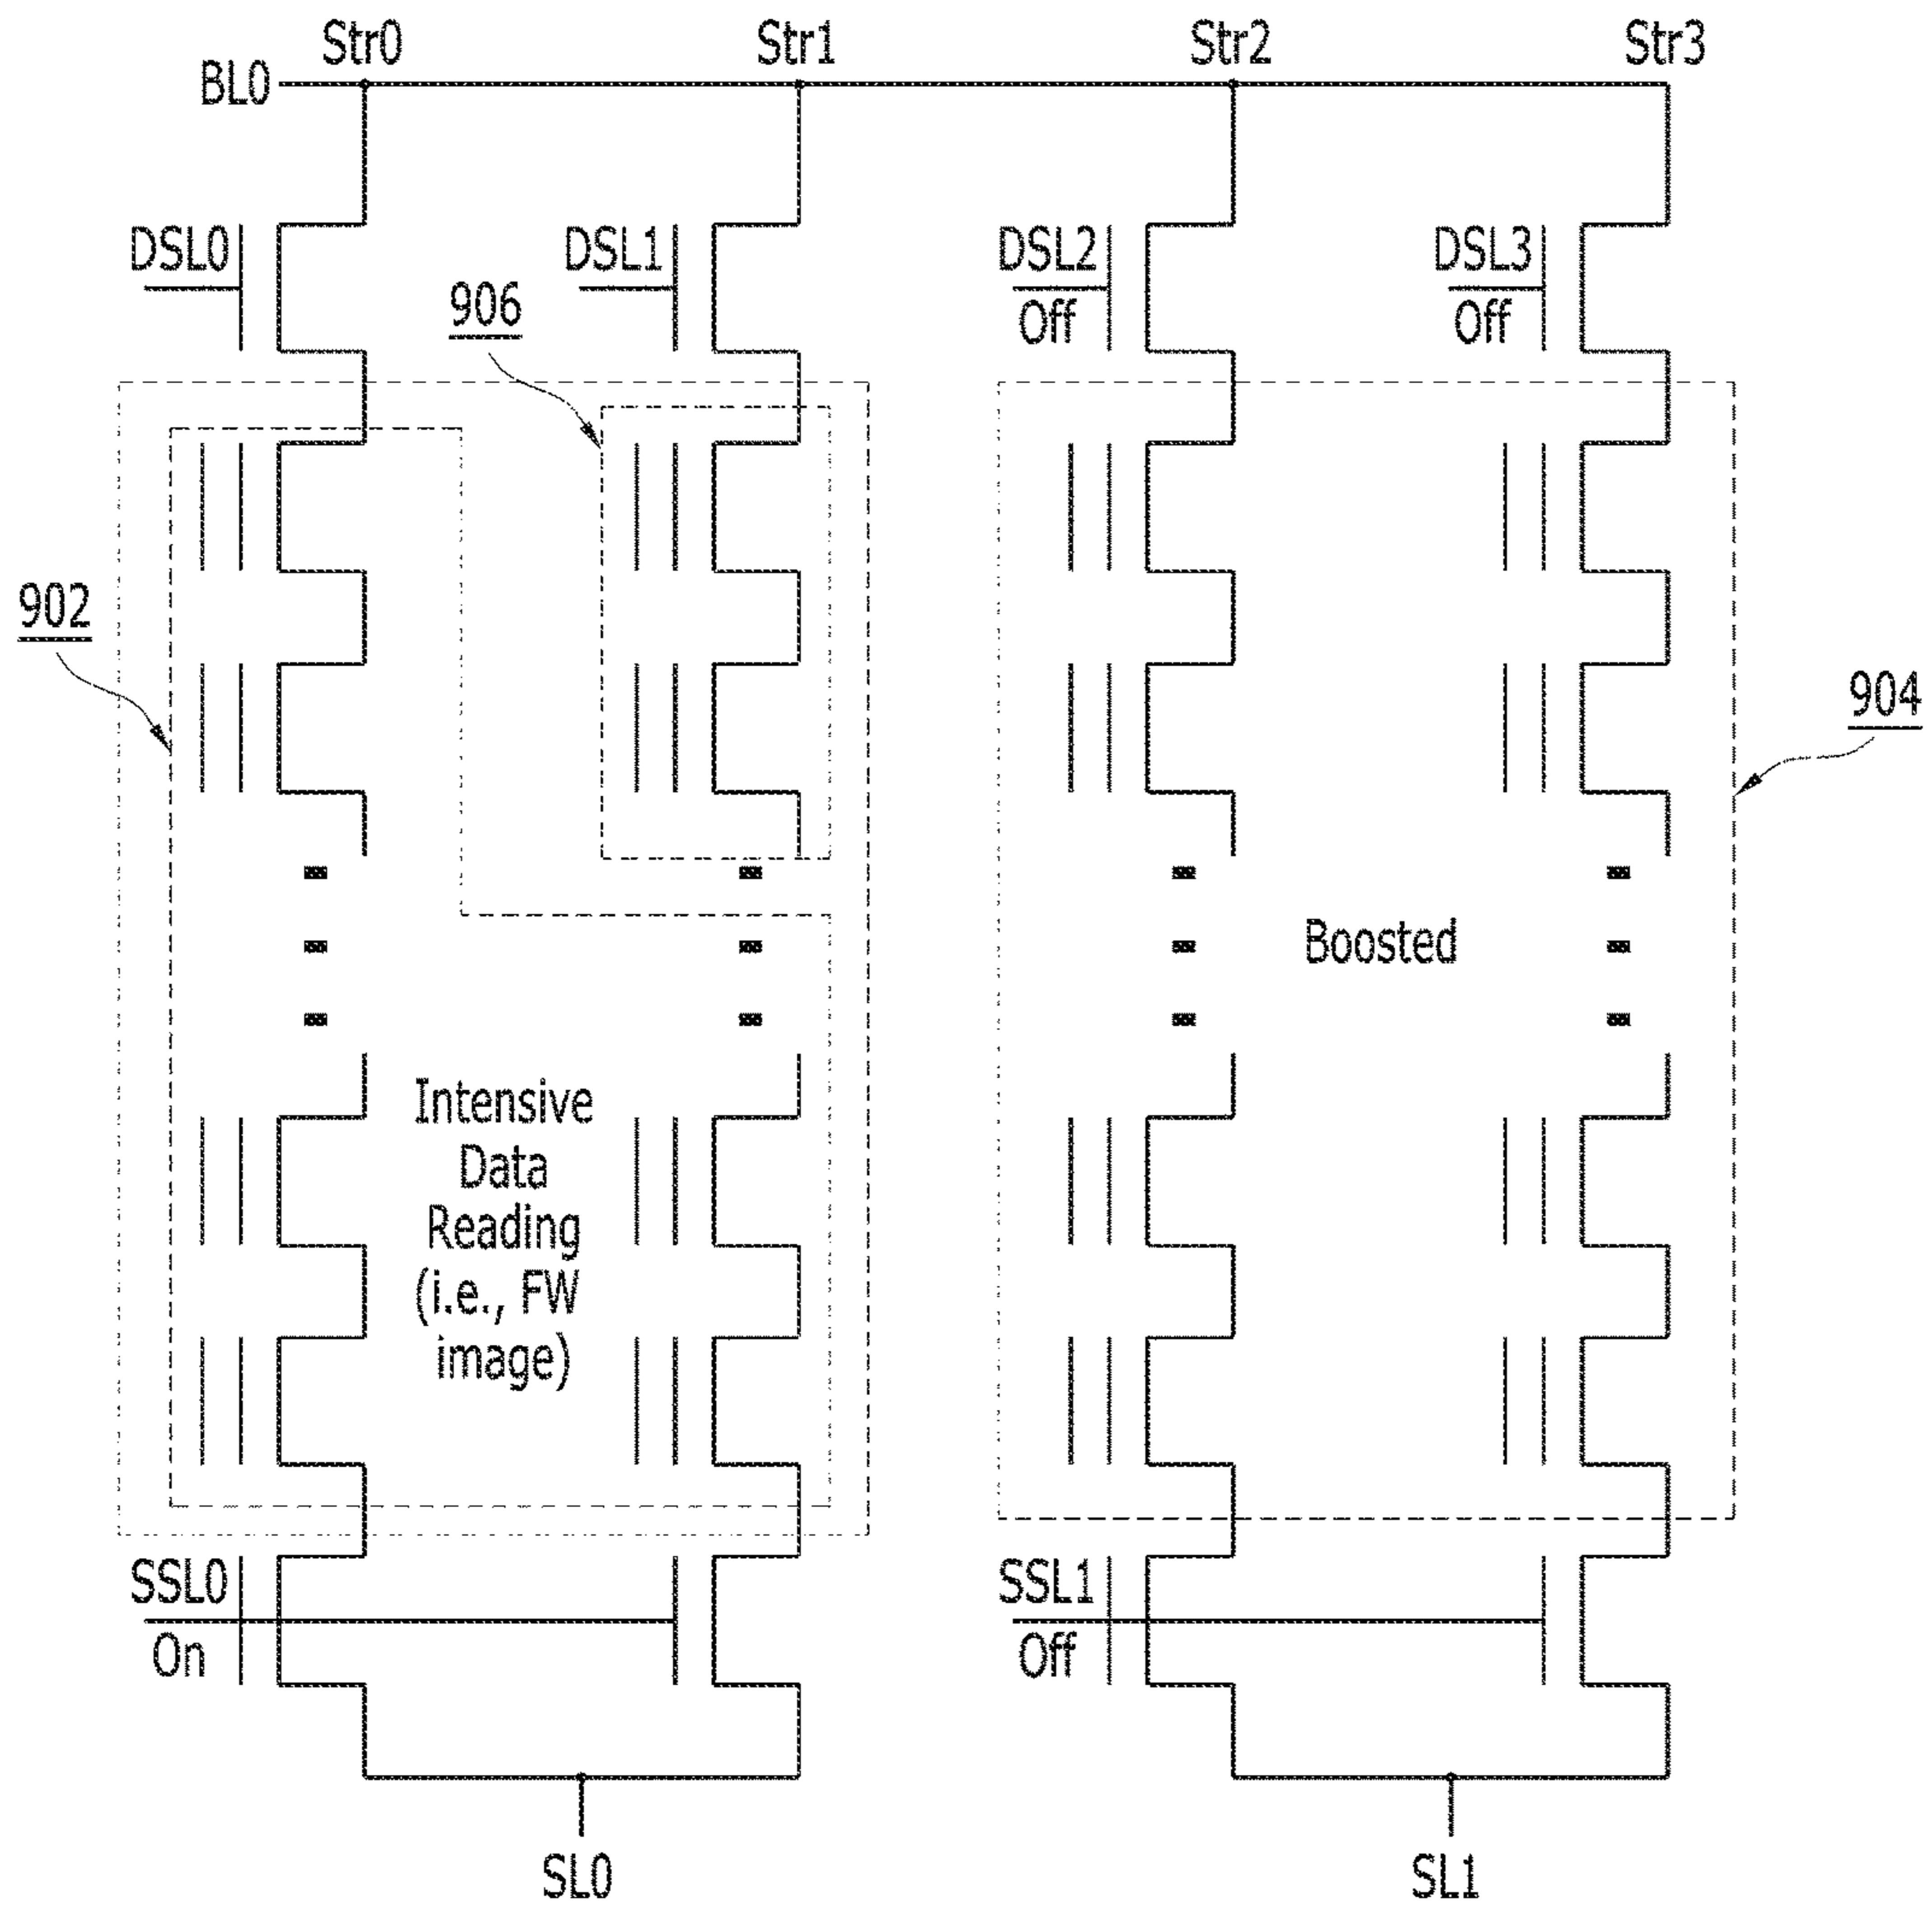 Str0 Str1 Str2 Str3
BL0
DSL0 DSL1 DSL2 DSL3
Off Off
906
902
904
Boosted
Intensive
Data
Reading
(i.e., FW
image)
SSL0 SSL1
On Off
SL0 SL1